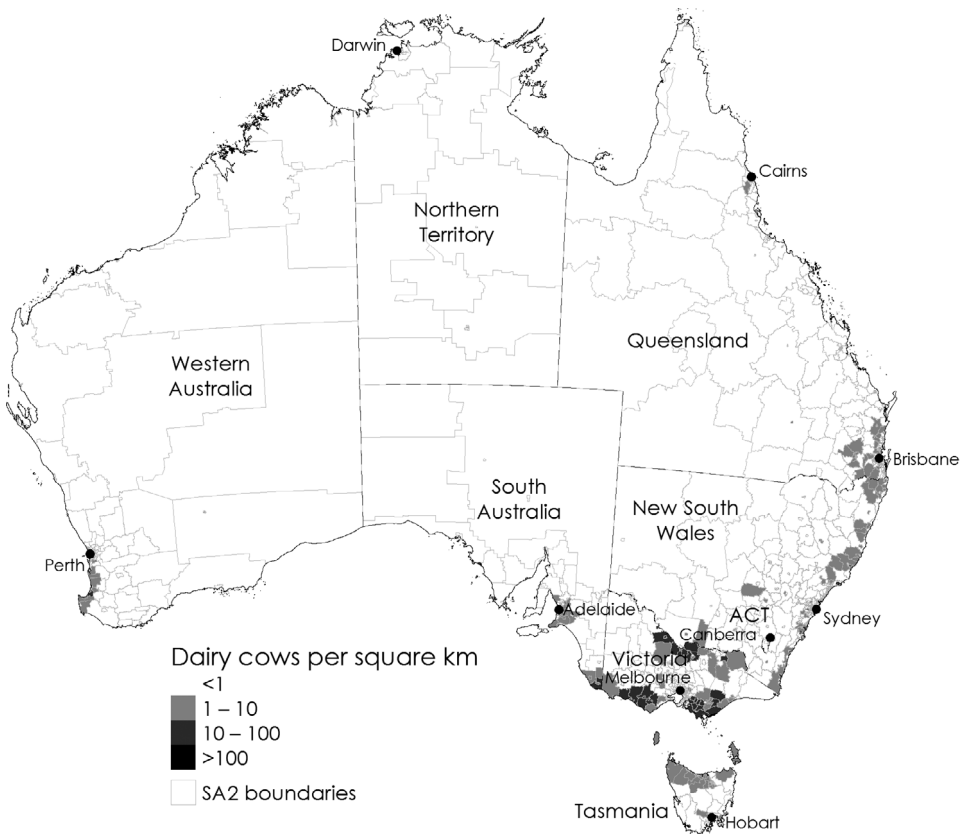 Darwin
Cairns
Northern
Territory
Queensland
Western
Australia
Brisbane
South
Australia
New South
Wales
Perth
Adelaide
ACT
Sydney
Canberra
Victoria
Melbourne
Dairy cows per square km
<1
1 – 10
10 – 100
>100
SA2 boundaries
Tasmania
Hobart